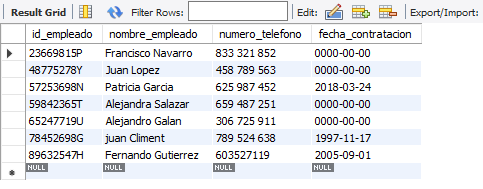 Result Grid Filter Rows: Edit: Export/Import:
id_empleado nombre_empleado numero_telefono fecha_contratacion
23669815P Francisco Navarro 833 321 852 0000-00-00
48775278Y Juan Lopez 458 789 563 0000-00-00
57253698N Patricia Garcia 625 987 452 2018-03-24
59842365T Alejandra Salazar 659 487 251 0000-00-00
65247719U Alejandro Galan 306 725 911 0000-00-00
78452698G juan Climent 789 524 638 1997-11-17
89632547H Fernando Gutierrez 603527119 2005-09-01
NULL NULL NULL NULL